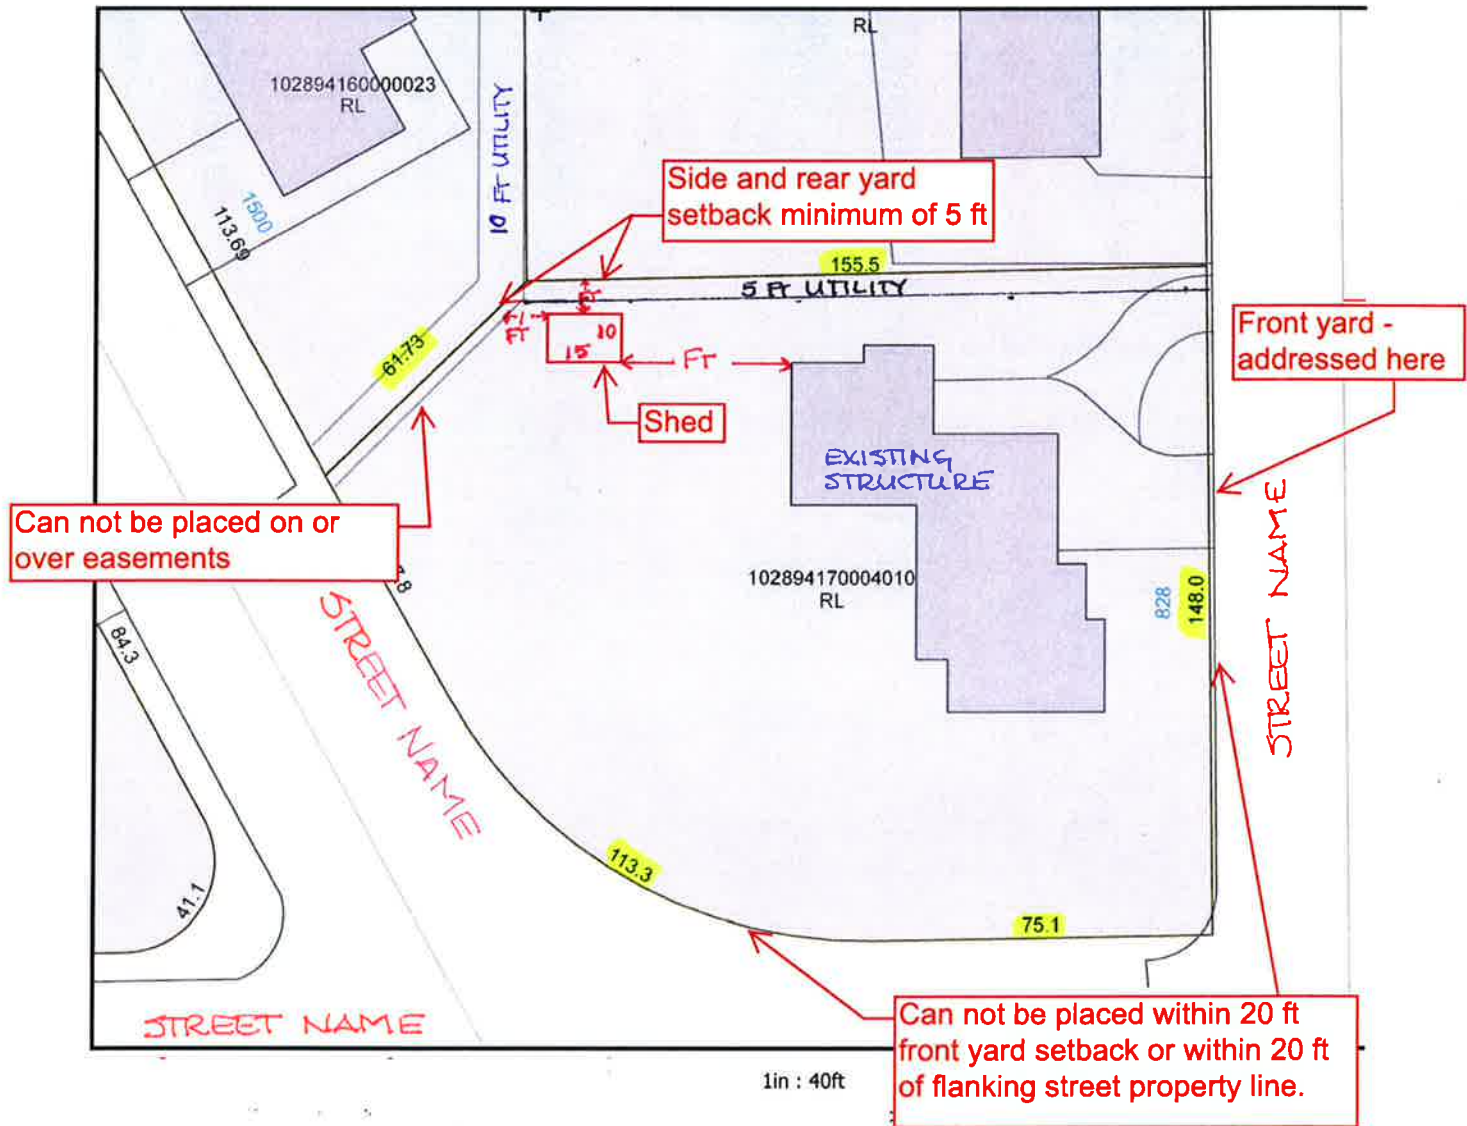 RL
102894160000023
RL
10 FT UTILITY
1500
113.69
Side and rear yard
setback minimum of 5 ft
155.5
5 FT UTILITY
FT
FT
10
15
FT
61.73
Shed
Front yard -
addressed here
EXISTING
STRUCTURE
Can not be placed on or
over easements
102894170004010
RL
828
148.0
STREET NAME
STREET NAME
84.3
41.1
113.3
75.1
STREET NAME
Can not be placed within 20 ft
front yard setback or within 20 ft
of flanking street property line.
1in : 40ft